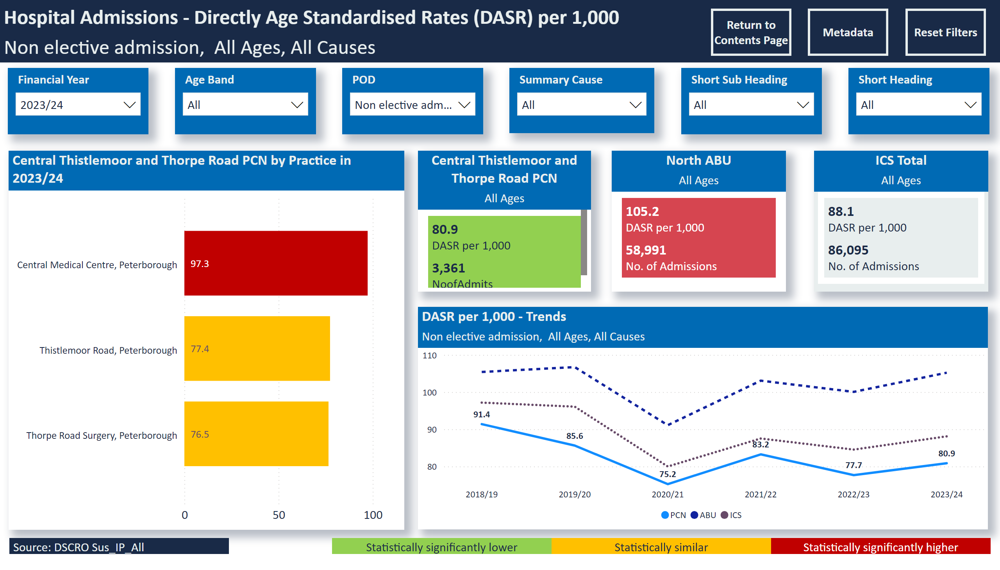 Hospital Admissions - Directly Age Standardised Rates (DASR) per 1,000
Non elective admission,  All Ages, All Causes
Return to
Contents Page
Metadata
Reset Filters
Financial Year
2023/24
Age Band
All
POD
Non elective adm...
Summary Cause
All
Short Sub Heading
All
Short Heading
All
Central Thistlemoor and Thorpe Road PCN by Practice in
2023/24
Central Medical Centre, Peterborough
97.3
Thistlemoor Road, Peterborough
77.4
Thorpe Road Surgery, Peterborough
76.5
0
50
100
Central Thistlemoor and
Thorpe Road PCN
All Ages
80.9
DASR per 1,000
3,361
NoofAdmits
North ABU
All Ages
105.2
DASR per 1,000
58,991
No. of Admissions
ICS Total
All Ages
88.1
DASR per 1,000
86,095
No. of Admissions
DASR per 1,000 - Trends
Non elective admission,  All Ages, All Causes
110
100
90
80
91.4
85.6
75.2
83.2
77.7
80.9
2018/19
2019/20
2020/21
2021/22
2022/23
2023/24
PCN
ABU
ICS
Source: DSCRO Sus_IP_All
Statistically significantly lower
Statistically similar
Statistically significantly higher